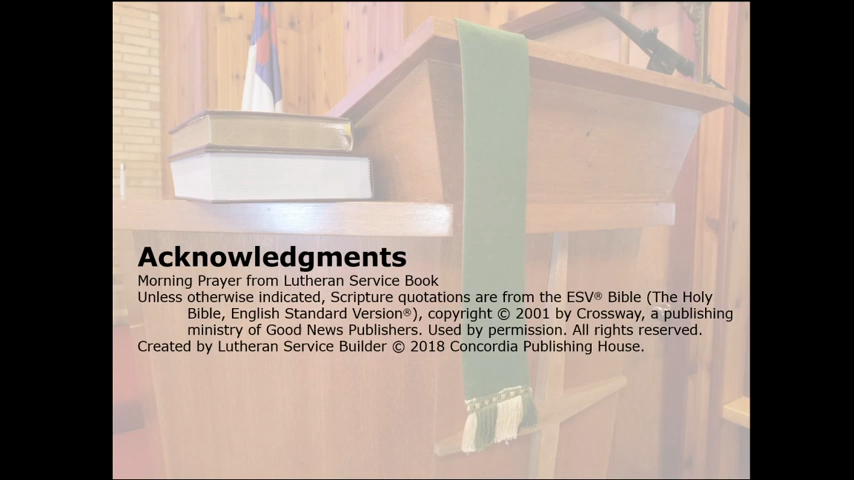 Acknowledgments
Morning Prayer from Lutheran Service Book
Unless otherwise indicated, Scripture quotations are from the ESV® Bible (The Holy
Bible, English Standard Version®), copyright © 2001 by Crossway, a publishing
ministry of Good News Publishers. Used by permission. All rights reserved.
Created by Lutheran Service Builder © 2018 Concordia Publishing House.